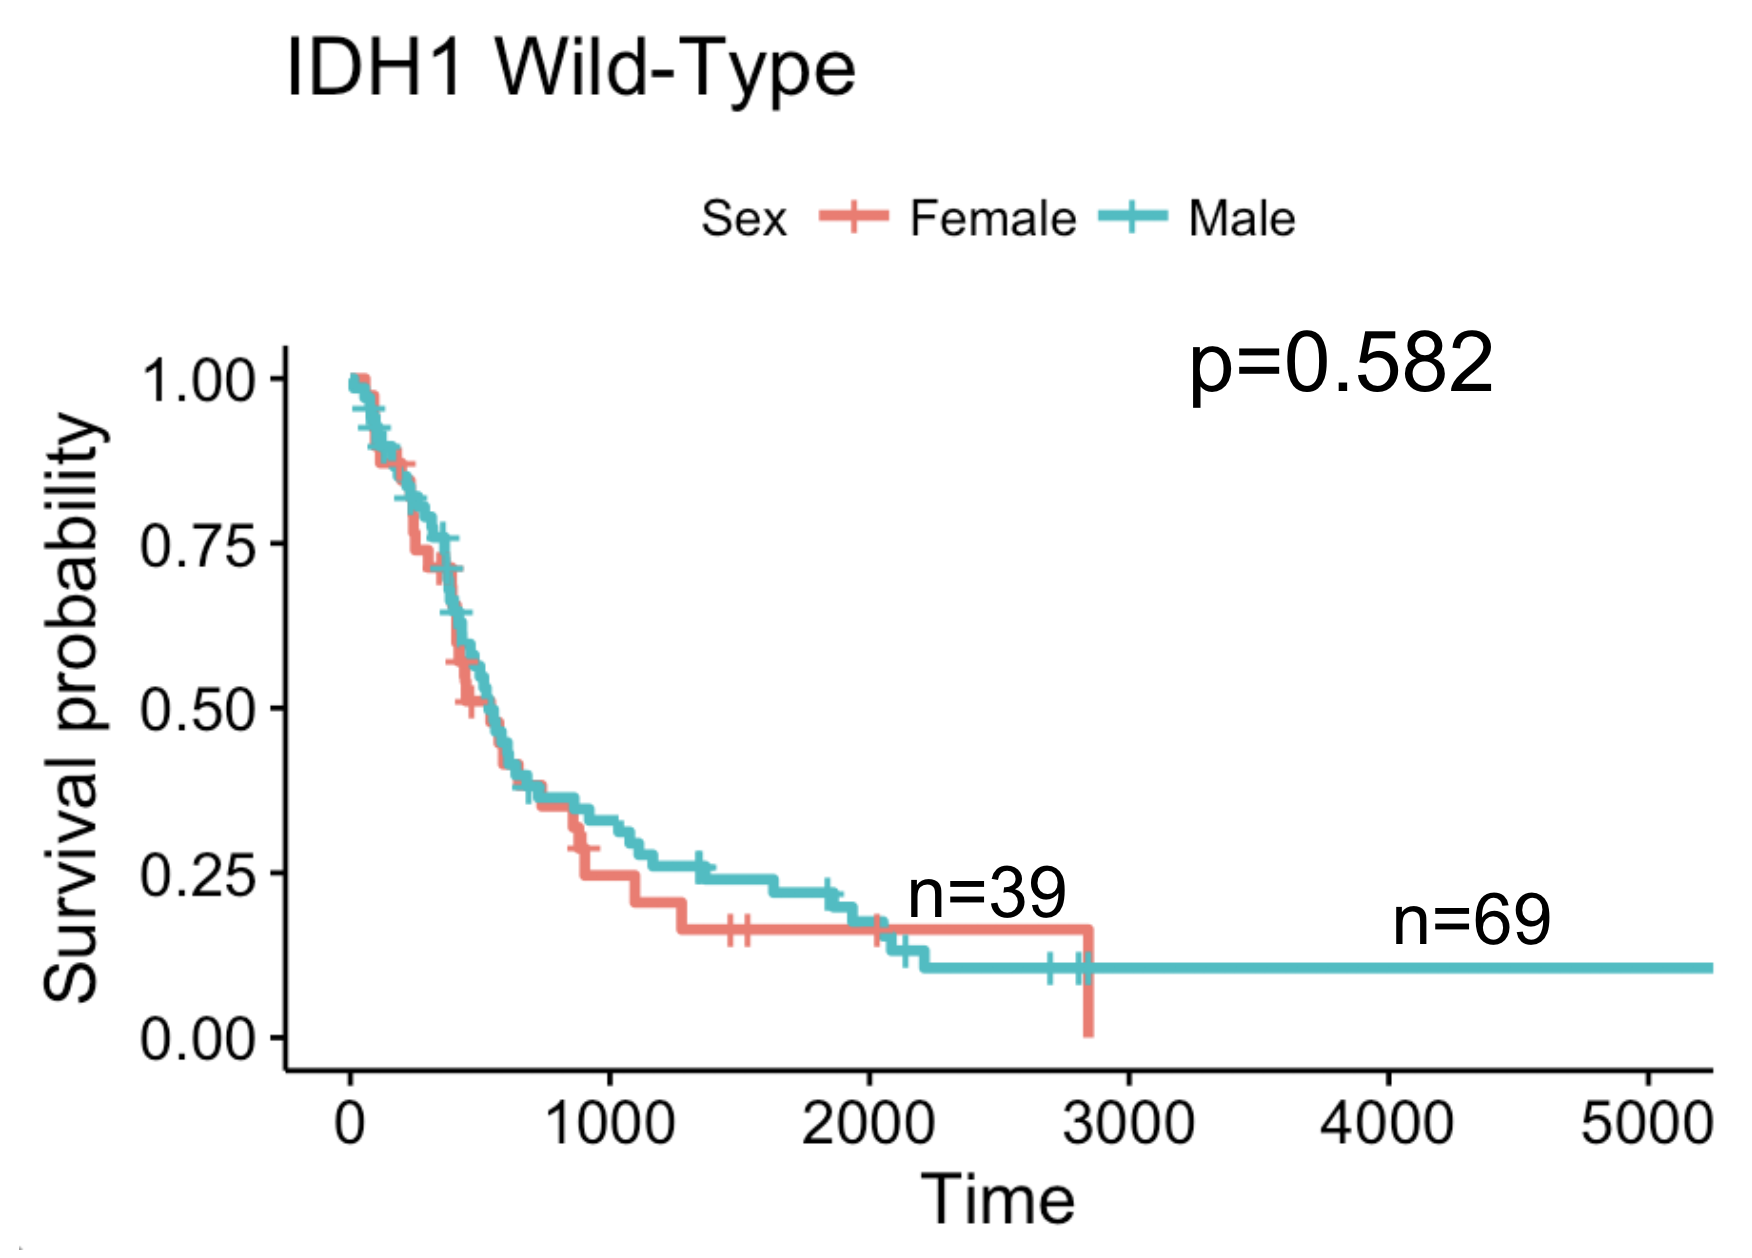 IDH1 Wild-Type
Sex Female Male
p=0.582
Survival probability
1.00
0.75
0.50
0.25
0.00
n=39
n=69
0 1000 2000 3000 4000 5000
Time